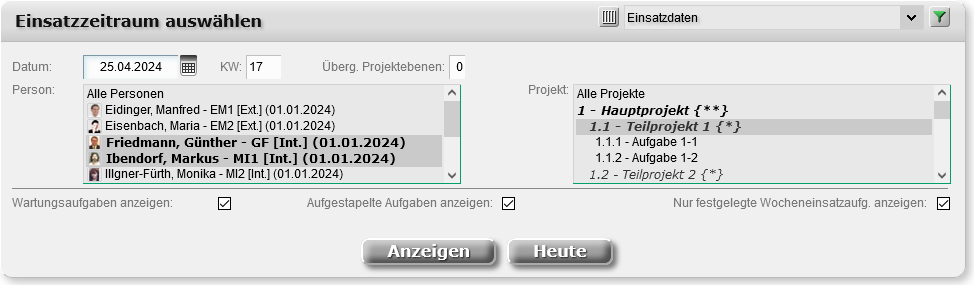 Einsatzzeitraum auswählen
Einsatzdaten
Datum: 25.04.2024 KW: 17 Überg. Projektebenen: 0
Person:
Alle Personen
Eidinger, Manfred - EM1 [Ext.] (01.01.2024)
Eisenbach, Maria - EM2 [Ext.] (01.01.2024)
Friedmann, Günther - GF [Int.] (01.01.2024)
Ibendorf, Markus - MI1 [Int.] (01.01.2024)
Illgner-Fürth, Monika - MI2 [Int.] (01.01.2024)
Projekt:
Alle Projekte
1 - Hauptprojekt {**}
1.1 - Teilprojekt 1 {*}
1.1.1 - Aufgabe 1-1
1.1.2 - Aufgabe 1-2
1.2 - Teilprojekt 2 {*}
Wartungsaufgaben anzeigen: Aufgestapelte Aufgaben anzeigen: Nur festgelegte Wocheneinsatzaufg. anzeigen:
Anzeigen Heute